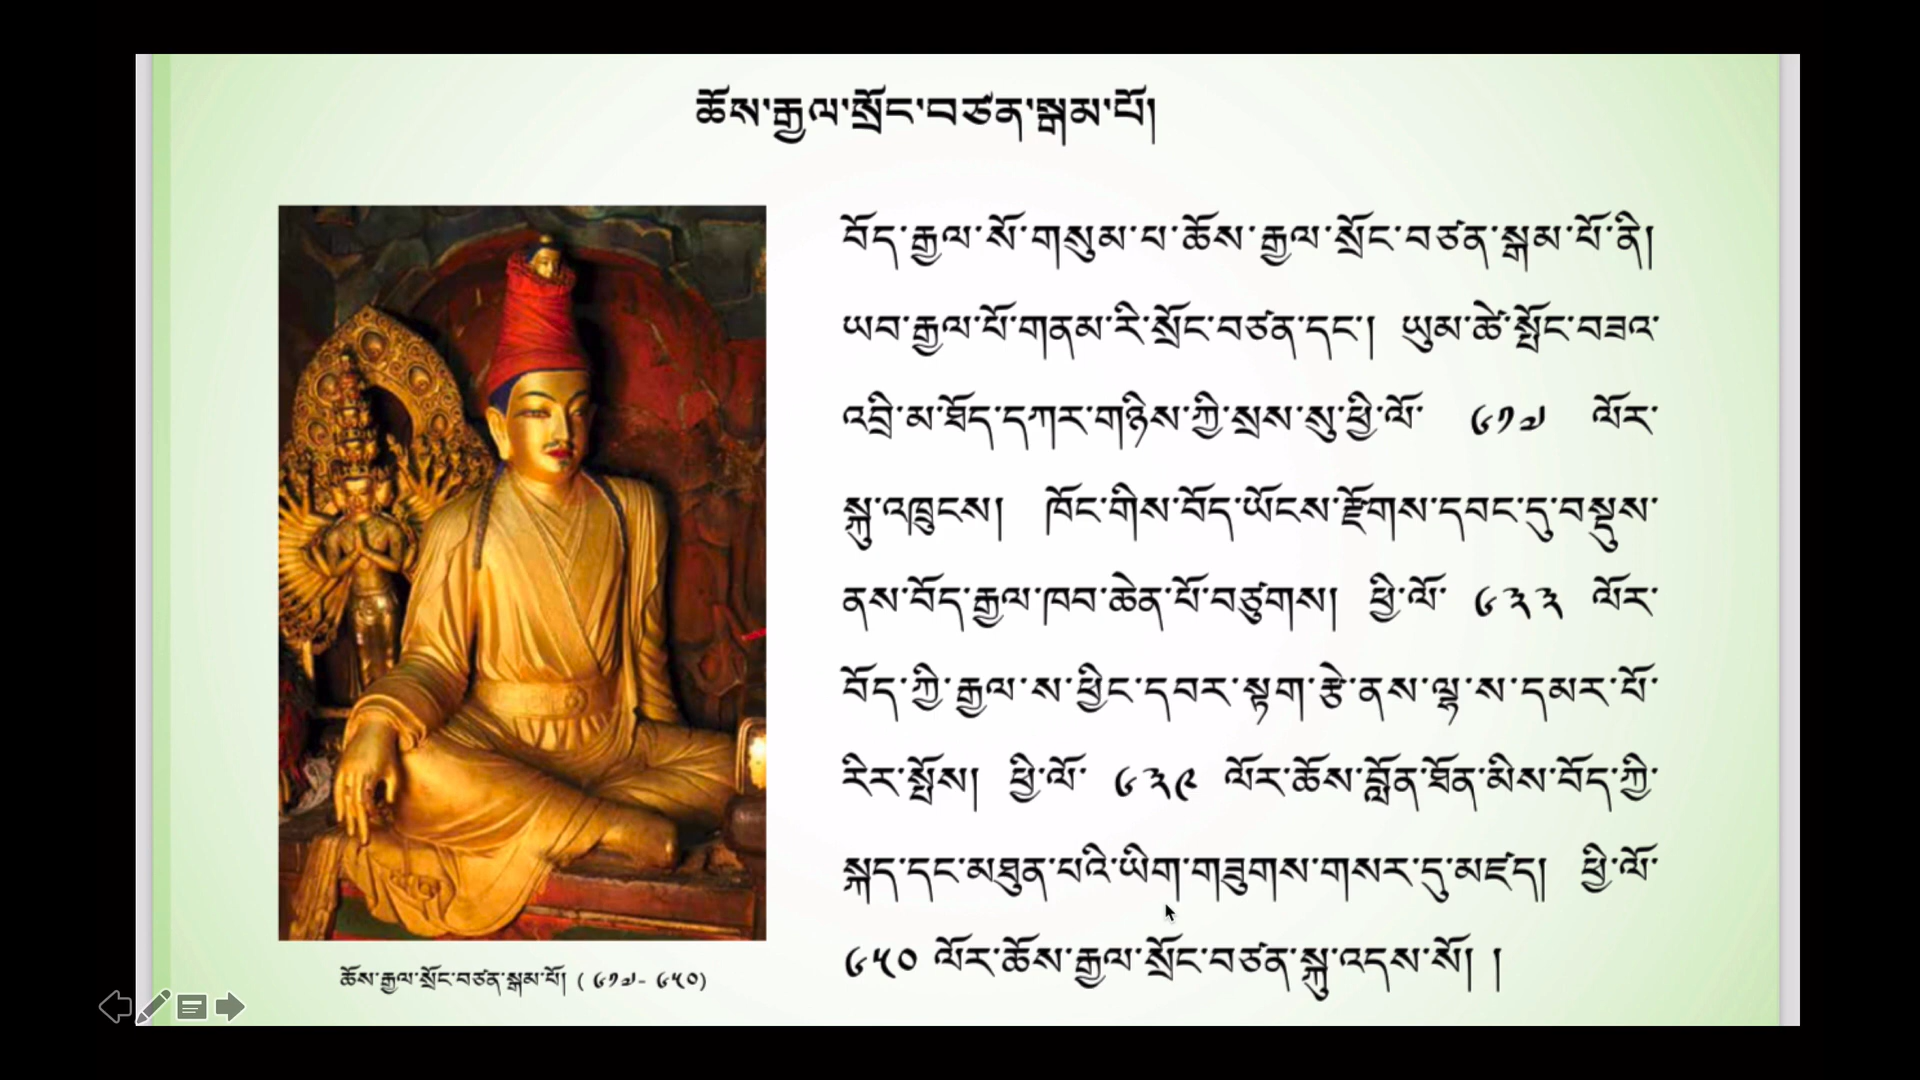 ཆོས་རྒྱལ་སྲོང་བཙན་སྒམ་པོ།
བོད་རྒྱལ་སོ་གསུམ་པ་ཆོས་རྒྱལ་སྲོང་བཙན་སྒམ་པོ་ནི།
ཡབ་རྒྱལ་པོ་གནམ་རི་སྲོང་བཙན་དང་། ཡུམ་ཚེ་སྤོང་བཟའ་
འབྲི་མ་ཐོད་དཀར་གཉིས་ཀྱི་སྲས་སུ་ཕྱི་ལོ་ ༦༡༧ ལོར་
སྐུ་འཁྲུངས། ཁོང་གིས་བོད་ཡོངས་རྫོགས་དབང་དུ་བསྡུས་
ནས་བོད་རྒྱལ་ཁབ་ཆེན་པོ་བཙུགས། ཕྱི་ལོ་ ༦༣༣ ལོར་
བོད་ཀྱི་རྒྱལ་ས་ཕྱིང་དབར་སྟག་རྩེ་ནས་ལྷ་ས་དམར་པོ་
རིར་སྤོས། ཕྱི་ལོ་ ༦༣༩ ལོར་ཆོས་བློན་ཐོན་མིས་བོད་ཀྱི་
སྐད་དང་མཐུན་པའི་ཡིག་གཟུགས་གསར་དུ་མཛད། ཕྱི་ལོ་
༦༥༠ ལོར་ཆོས་རྒྱལ་སྲོང་བཙན་སྐུ་འདས་སོ། །
ཆོས་རྒྱལ་སྲོང་བཙན་སྒམ་པོ། ( ༦༡༧- ༦༥༠)